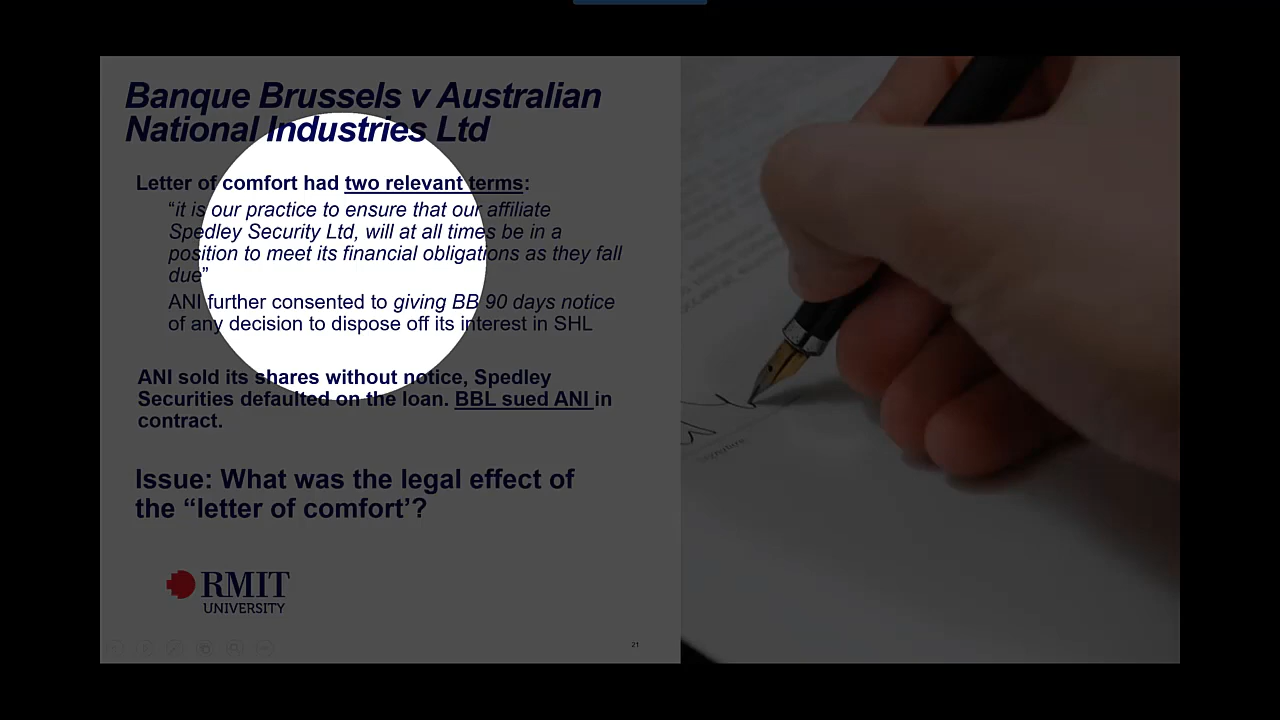 Banque Brussels v Australian
National Industries Ltd
Letter of comfort had two relevant terms:
“it is our practice to ensure that our affiliate
Spedley Security Ltd, will at all times be in a
position to meet its financial obligations as they fall
due”
ANI further consented to giving BB 90 days notice
of any decision to dispose off its interest in SHL
ANI sold its shares without notice, Spedley
Securities defaulted on the loan. BBL sued ANI in
contract.
Issue: What was the legal effect of
the “letter of comfort’?
RMIT
UNIVERSITY
21